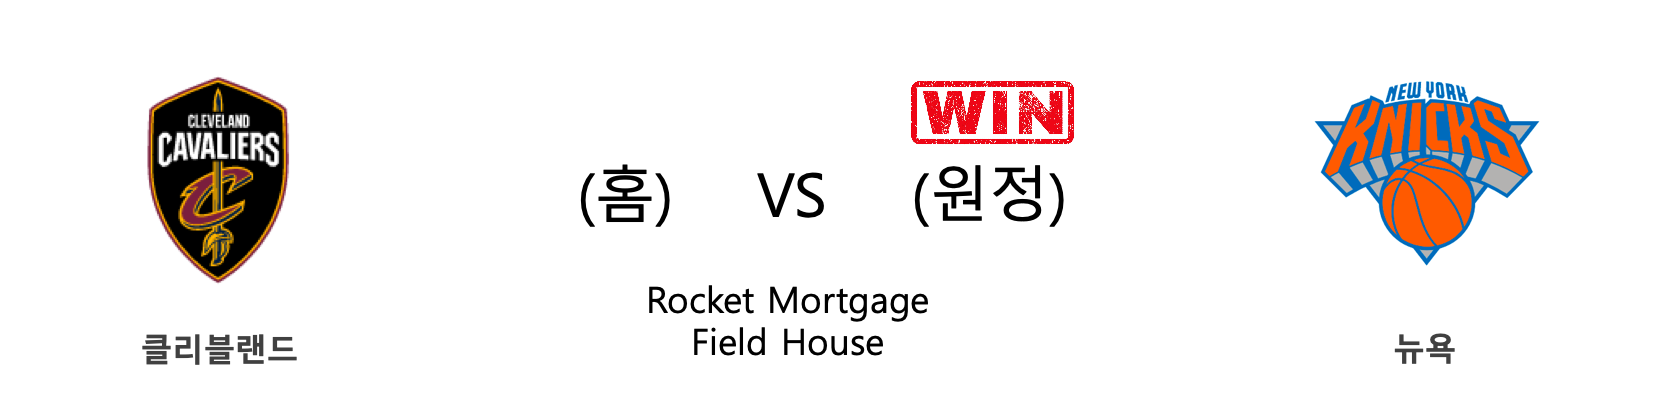 CLEVELAND
CAVALIERS
클리블랜드
WIN
(홈) VS (원정)
Rocket Mortgage
Field House
NEW YORK
KNICKS
뉴욕